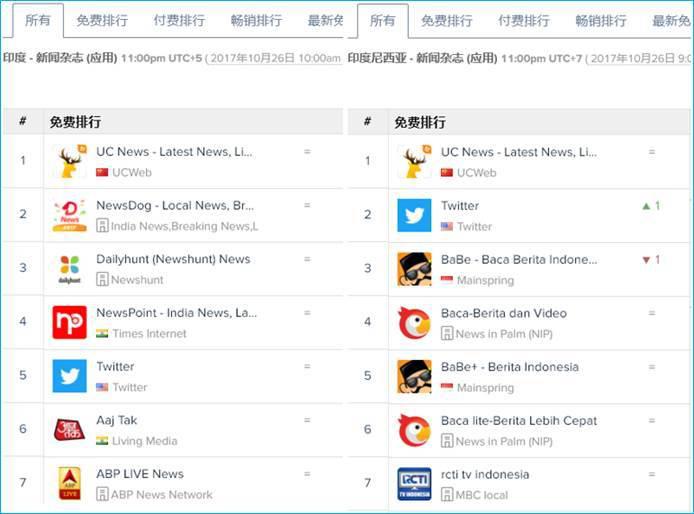 所有 免费排行 付费排行 畅销排行 最新免
印度 - 新闻杂志 (应用) 11:00pm UTC+5 ( 2017年10月26日 10:00am
# 免费排行
1 UC News - Latest News, Li... =
UCWeb
2 NewsDog - Local News, Br... =
India News,Breaking News,L
3 Dailyhunt (Newshunt) News =
Newshunt
4 NewsPoint - India News, La... =
Times Internet
5 Twitter =
Twitter
6 Aaj Tak =
Living Media
7 ABP LIVE News =
ABP News Network
所有 免费排行 付费排行 畅销排行 最新免
印度尼西亚 - 新闻杂志 (应用) 11:00pm UTC+7 ( 2017年10月26日 9:0
# 免费排行
1 UC News - Latest News, Li... =
UCWeb
2 Twitter ▲ 1
Twitter
3 BaBe - Baca Berita Indone... ▼ 1
Mainspring
4 Baca-Berita dan Video =
News in Palm (NIP)
5 BaBe+ - Berita Indonesia =
Mainspring
6 Baca lite-Berita Lebih Cepat =
News in Palm (NIP)
7 rcti tv indonesia =
MBC local